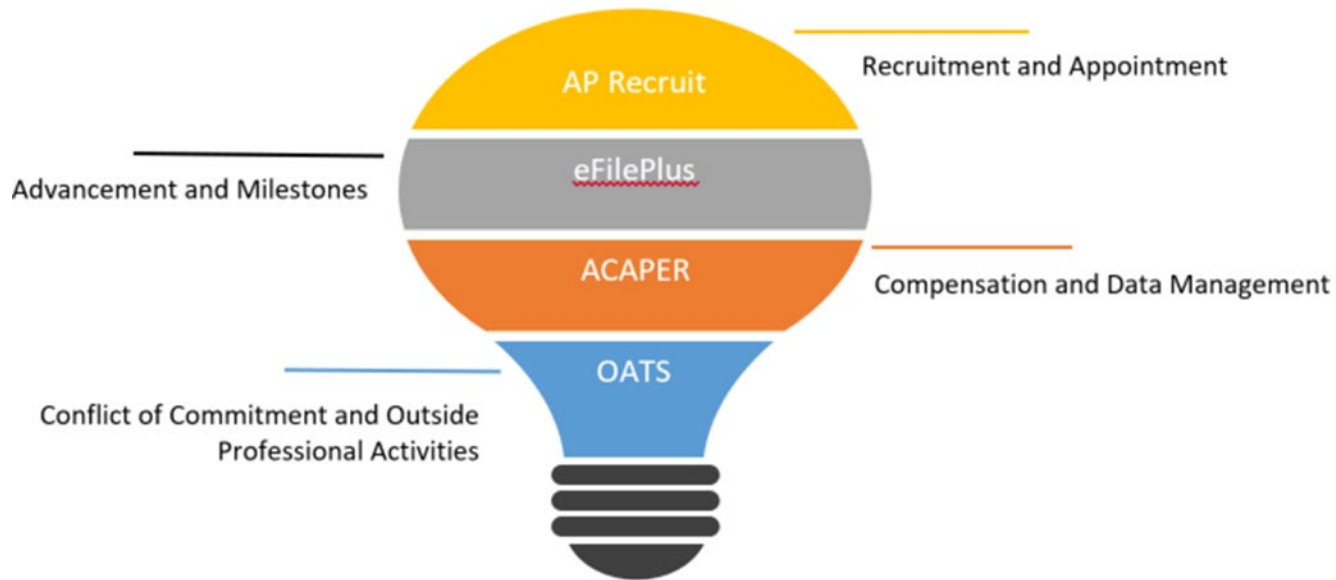 AP Recruit
Recruitment and Appointment
eFilePlus
Advancement and Milestones
ACAPER
Compensation and Data Management
OATS
Conflict of Commitment and Outside
Professional Activities